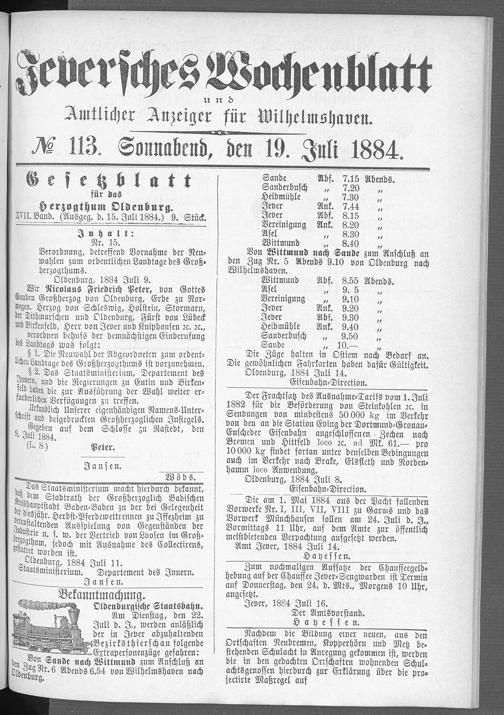 Jeversches Wochenblatt
und
Amtlicher Anzeiger für Wilhelmshaven.
№ 113. Sonnabend, den 19. Juli 1884.
Gesetzblatt
für das
Herzogthum Oldenburg.
XVII. Band. (Ausgeg. d. 15. Juli 1884.) 9. Stück.
Inhalt:
Nr. 15.
Verordnung, betreffend Vornahme der Neu-
wahlen zum ordentlichen Landtage des Groß-
herzogthums.
Oldenburg, 1884 Juli 9.
Wir Nicolaus Friedrich Peter, von Gottes
Gnaden Großherzog von Oldenburg, Erbe zu Nor-
wegen, Herzog von Schleswig, Holstein, Stormarn,
der Dithmarschen und Oldenburg, Fürst von Lübeck
und Birkenfeld, Herr von Jever und Kniphausen ꝛc. ꝛc.,
verordnen behufs der demnächstigen Einberufung
des Landtags was folgt:
§ 1. Die Neuwahl der Abgeordneten zum ordent-
lichen Landtage des Großherzogthums ist vorzunehmen.
§ 2. Das Staatsministerium, Departement des
Innern, und die Regierungen zu Eutin und Birken-
feld haben die zur Ausführung der Wahl weiter er-
forderlichen Verfügungen zu treffen.
Urkundlich Unserer eigenhändigen Namens-Unter-
schrift und beigedruckten Großherzoglichen Insiegels.
Gegeben auf dem Schlosse zu Rastede, den
9. Juli 1884.
(L. S.) Peter.
Jansen.
Wöbs.
Das Staatsministerium macht hierdurch bekannt,
daß dem Stadtrath der Großherzoglich Badischen
Kreishauptstadt Baden-Baden zu der bei Gelegenheit
der diesjähr. Herbst-Pferdewettrennen zu Iffezheim zu
veranstaltenden Ausspielung von Gegenständen der
Industrie u. s. w. der Vertrieb von Loosen im Groß-
herzogthum, jedoch mit Ausnahme des Collectirens,
gestattet worden ist.
Oldenburg, 1884 Juli 11.
Staatsministerium. Departement des Innern.
Jansen.
Bekanntmachung.
Oldenburgische Staatsbahn.
Am Dienstag, den 22.
Juli d. J., werden anläßlich
der in Jever abzuhaltenden
Bezirksthierschau folgende
Extrapersonenzüge gefahren:
Von Sande nach Wittmund zum Anschluß an
den Zug Nr. 6 Abends 6.54 von Wilhelmshaven nach
Sande Abf. 7.15 Abends.
Sanderbusch „ 7.20 „
Heidmühle „ 7.30 „
Jever Ank. 7.44 „
Jever Abf. 8.15 „
Vereinigung Ank. 8.20 „
Asel „ 8.30 „
Wittmund „ 8.40 „
Von Wittmund nach Sande zum Anschluß an
den Zug Nr. 5 Abends 9.10 von Oldenburg nach
Wilhelmshaven.
Wittmund Abf. 8.55 Abends.
Asel „ 9. 5 „
Vereinigung „ 9.10 „
Jever Ank. 9.20 „
Jever Abf. 9.30 „
Heidmühle Ank. 9.40 „
Sanderbusch „ 9.50 „
Sande „ 10.— „
Die Züge halten in Ostiem nach Bedarf an.
Die gewöhnlichen Fahrkarten haben dafür Gültigkeit.
Oldenburg, 1884 Juli 14.
Eisenbahn-Direction.
Der Frachtsatz des Ausnahme-Tarifs vom 1. Juli
1882 für die Beförderung von Steinkohlen ꝛc. in
Sendungen von mindestens 50 000 kg im Verkehr
von den an die Station Eving der Dortmund-Gronau-
Enscheder Eisenbahn angeschlossenen Zechen nach
Bremen und Hittfeld loco ꝛc. ad Mk. 61.— pro
10 000 kg findet fortan unter denselben Bedingungen
auch im Verkehr nach Brake, Elsfleth und Norden-
hamn loco Anwendung.
Oldenburg, 1884 Juli 8.
Eisenbahn-Direction.
Die am 1. Mai 1884 aus der Pacht fallenden
Vorwerke Nr. I, III, VII, VIII zu Garms und das
Vorwerk Münchhausen sollen am 24. Juli d. J.,
Vormittags 11 Uhr, auf dem Amte zur öffentlich
meistbietenden Verpachtung aufgesetzt werden.
Amt Jever, 1884 Juli 14.
Hayessen.
Zum nochmaligen Aufsatze der Chausseegeld-
hebung auf der Chaussee Jever-Sengwarden ist Termin
auf Donnerstag, den 24. d. Mts., Morgens 10 Uhr,
angesetzt.
Jever, 1884 Juli 16.
Der Amtsvorstand.
Hayessen.
Nachdem die Bildung einer neuen, aus den
Ortschaften Neubremen, Kopperhörn und Metz be-
stehenden Schulacht in Anregung gekommen ist, werden
die in den gedachten Ortschaften wohnenden Schul-
achtsgenossen hierdurch zur Erklärung über die pro-
jectirte Maßregel auf